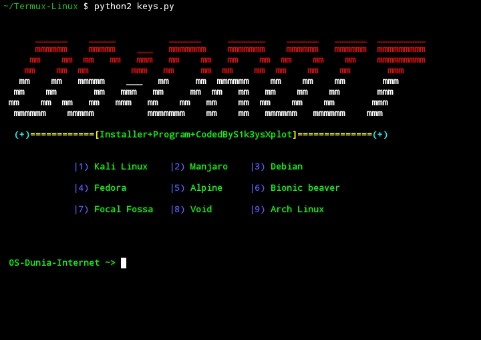 ~/Termux-Linux $ python2 keys.py
(+)============[Installer+Program+CodedByS1k3ysXplot]==============(+)
|1) Kali Linux |2) Manjaro |3) Debian
|4) Fedora |5) Alpine |6) Bionic beaver
|7) Focal Fossa |8) Void |9) Arch Linux
OS-Dunia-Internet ~>